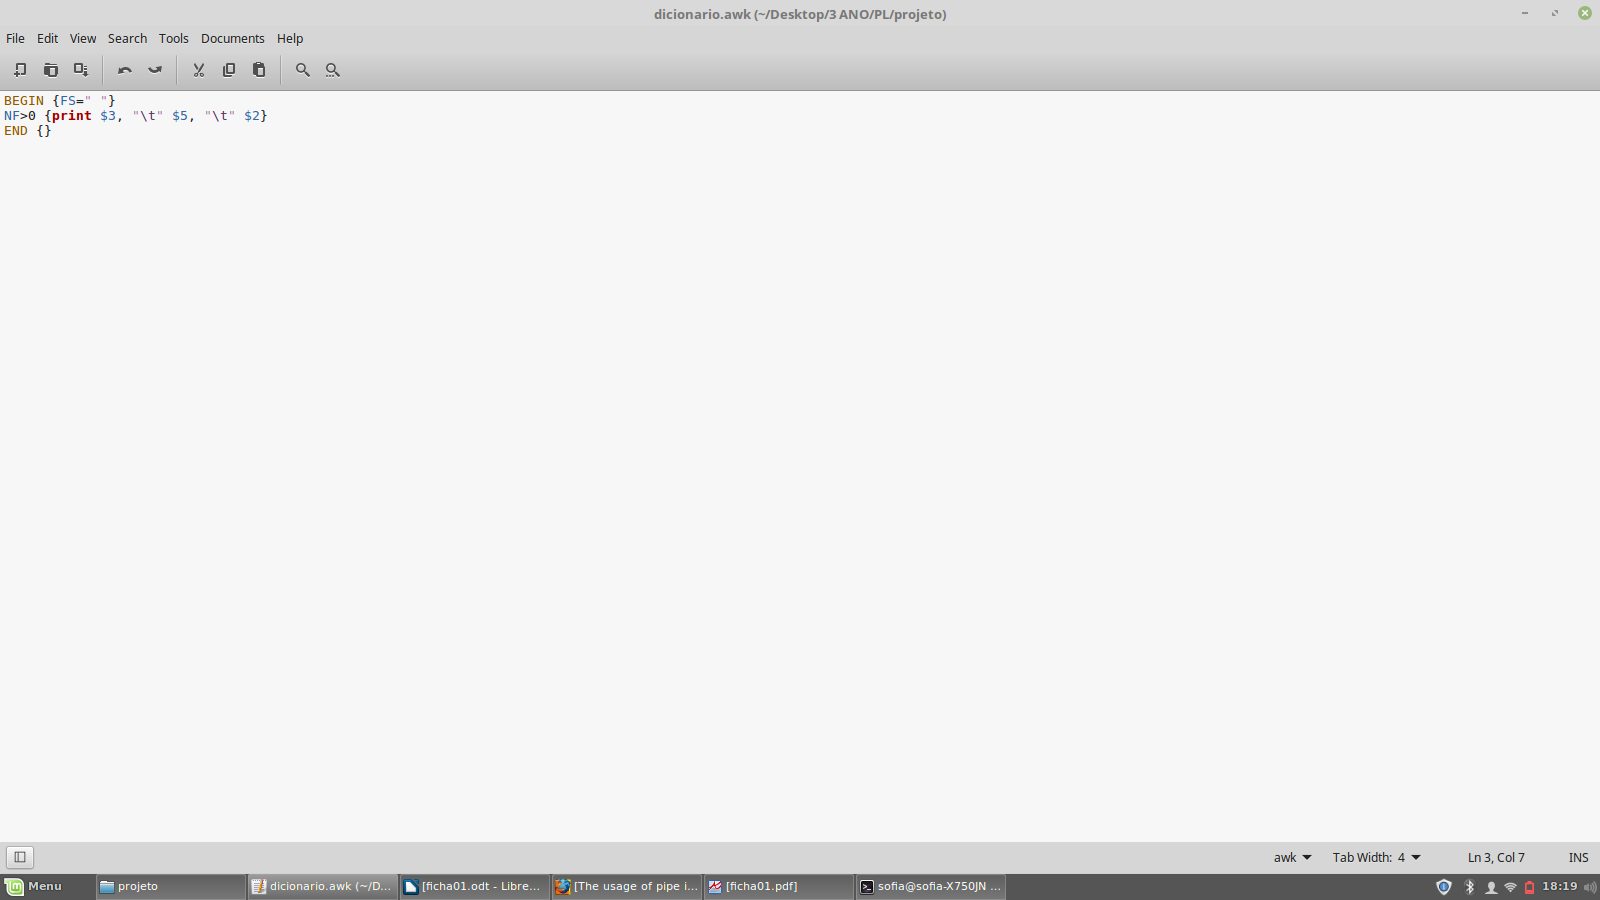 dicionario.awk (~/Desktop/3 ANO/PL/projeto)
File Edit View Search Tools Documents Help
BEGIN {FS=" "}
NF>0 {print $3, "\t" $5, "\t" $2}
END {}
awk Tab Width: 4 Ln 3, Col 7 INS
Menu projeto dicionario.awk (~/D... [ficha01.odt - Libre... [The usage of pipe i... [ficha01.pdf] sofia@sofia-X750JN ... 18:19